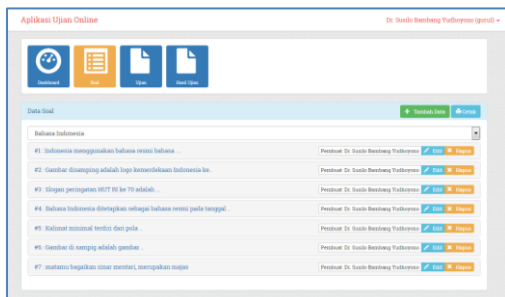 Aplikasi Ujian Online
Dr. Susilo Bambang Yudhoyono (guru1)
Dashboard Soal Ujian Hasil Ujian
Data Soal
Tambah Data Cetak
Bahasa Indonesia
#1 Indonesia menggunakan bahasa resmi bahasa ...
Pembuat: Dr. Susilo Bambang Yudhoyono Edit Hapus
#2 Gambar disamping adalah logo kemerdekaan Indonesia ke.
Pembuat: Dr. Susilo Bambang Yudhoyono Edit Hapus
#3 Slogan peringatan HUT RI ke 70 adalah...
Pembuat: Dr. Susilo Bambang Yudhoyono Edit Hapus
#4 Bahasa Indonesia ditetapkan sebagai bahasa resmi pada tanggal .
Pembuat: Dr. Susilo Bambang Yudhoyono Edit Hapus
#5 Kalimat minimal terdiri dari pola .
Pembuat: Dr. Susilo Bambang Yudhoyono Edit Hapus
#6 Gambar di sampig adalah gambar .
Pembuat: Dr. Susilo Bambang Yudhoyono Edit Hapus
#7 matamu bagaikan sinar mentari, merupakan majas
Pembuat: Dr. Susilo Bambang Yudhoyono Edit Hapus